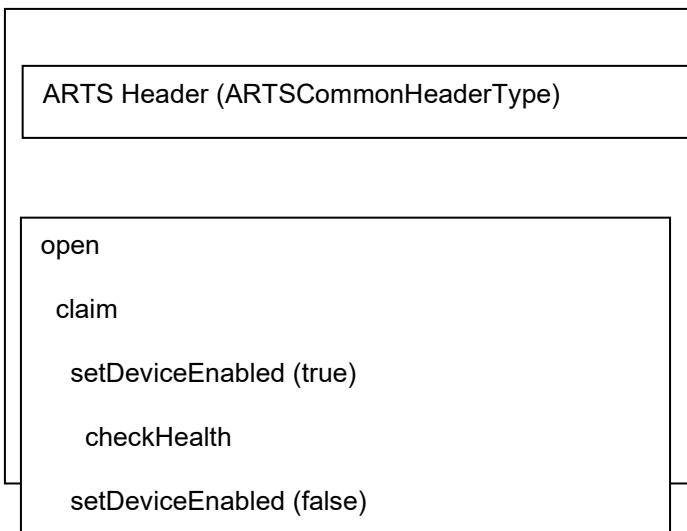 ARTS Header (ARTSCommonHeaderType)
open
claim
setDeviceEnabled (true)
checkHealth
setDeviceEnabled (false)